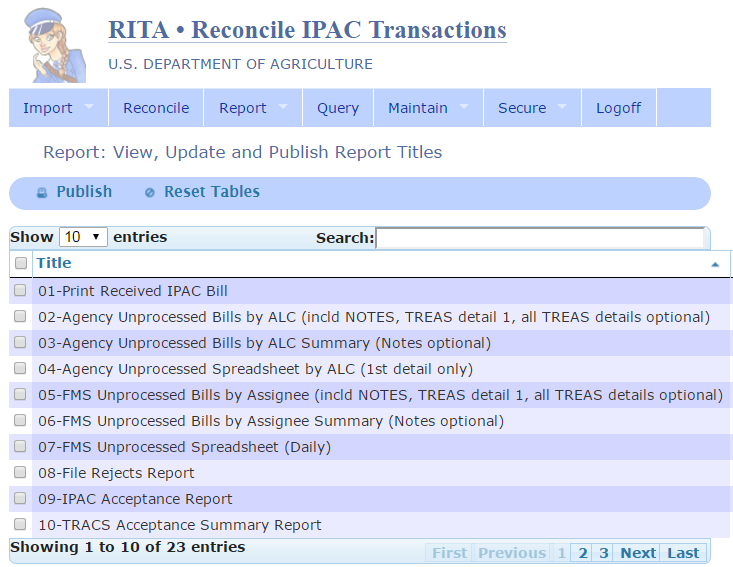 RITA • Reconcile IPAC Transactions
U.S. DEPARTMENT OF AGRICULTURE
Import Reconcile Report Query Maintain Secure Logoff
Report: View, Update and Publish Report Titles
Publish Reset Tables
Show 10 entries Search:
Title
01-Print Received IPAC Bill
02-Agency Unprocessed Bills by ALC (incld NOTES, TREAS detail 1, all TREAS details optional)
03-Agency Unprocessed Bills by ALC Summary (Notes optional)
04-Agency Unprocessed Spreadsheet by ALC (1st detail only)
05-FMS Unprocessed Bills by Assignee (incld NOTES, TREAS detail 1, all TREAS details optional)
06-FMS Unprocessed Bills by Assignee Summary (Notes optional)
07-FMS Unprocessed Spreadsheet (Daily)
08-File Rejects Report
09-IPAC Acceptance Report
10-TRACS Acceptance Summary Report
Showing 1 to 10 of 23 entries First Previous 1 2 3 Next Last